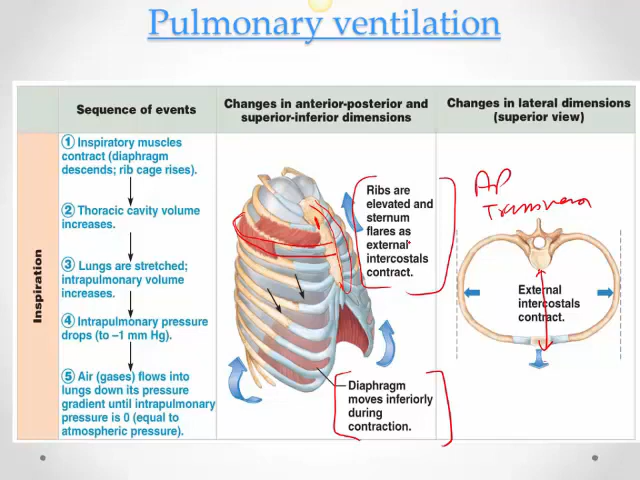 Pulmonary ventilation
Sequence of events
Changes in anterior-posterior and
superior-inferior dimensions
Changes in lateral dimensions
(superior view)
Inspiration
① Inspiratory muscles
contract (diaphragm
descends; rib cage rises).
② Thoracic cavity volume
increases.
③ Lungs are stretched;
intrapulmonary volume
increases.
④ Intrapulmonary pressure
drops (to –1 mm Hg).
⑤ Air (gases) flows into
lungs down its pressure
gradient until intrapulmonary
pressure is 0 (equal to
atmospheric pressure).
Ribs are
elevated and
sternum
flares as
external
intercostals
contract.
Diaphragm
moves inferiorly
during
contraction.
AP
External
intercostals
contract.